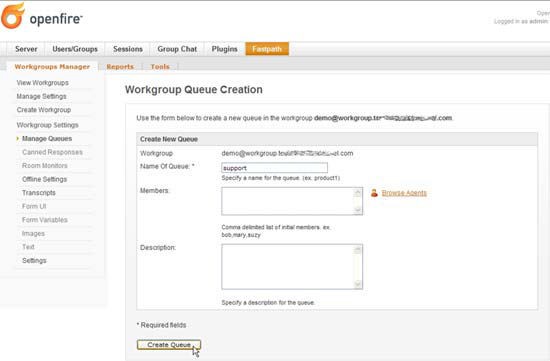 openfire
Open
Logged in as admin
Server Users/Groups Sessions Group Chat Plugins Fastpath
Workgroups Manager Reports Tools
View Workgroups
Manage Settings
Create Workgroup
Workgroup Settings
Manage Queues
Canned Responses
Room Monitors
Offline Settings
Transcripts
Form UI
Form Variables
Images
Text
Settings
Workgroup Queue Creation
Use the form below to create a new queue in the workgroup demo@workgroup. .com.
Create New Queue
Workgroup demo@workgroup. .com
Name Of Queue: * support
Specify a name for the queue. (ex. product1)
Members: Browse Agents
Comma delimited list of initial members. ex.
bob,mary,suzy
Description:
Specify a description for the queue.
* Required fields
Create Queue